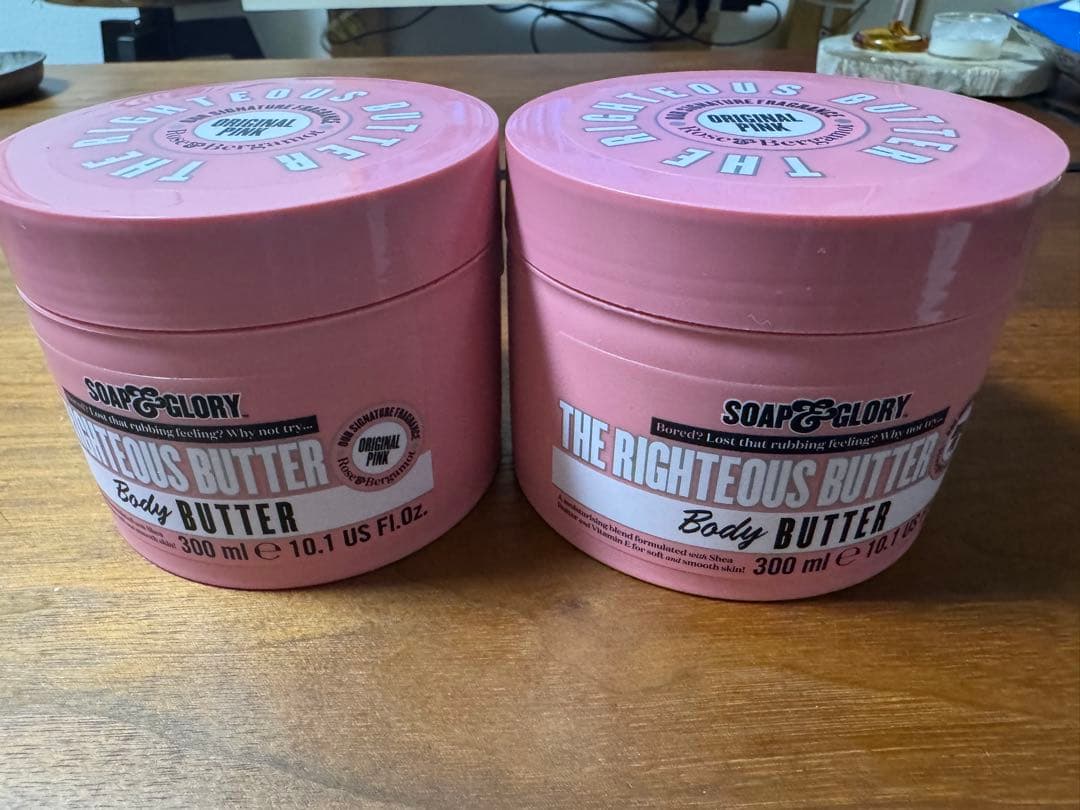 THE RIGHTEOUS BUTTER
OUR SIGNATURE FRAGRANCE
ORIGINAL
PINK
Rose & Bergamot
SOAP & GLORY
Lost that rubbing feeling? Why not try...
RIGHTEOUS BUTTER
Body BUTTER
300 ml ℮ 10.1 US Fl.Oz.
OUR SIGNATURE FRAGRANCE
ORIGINAL
PINK
Rose & Bergamot
THE RIGHTEOUS BUTTER
OUR SIGNATURE FRAGRANCE
ORIGINAL
PINK
Rose & Bergamot
SOAP & GLORY
Bored? Lost that rubbing feeling? Why not try...
THE RIGHTEOUS BUTTER
Body BUTTER
A moisturising blend formulated with Shea
Butter and Vitamin E for soft and smooth skin!
300 ml ℮ 10.1 US